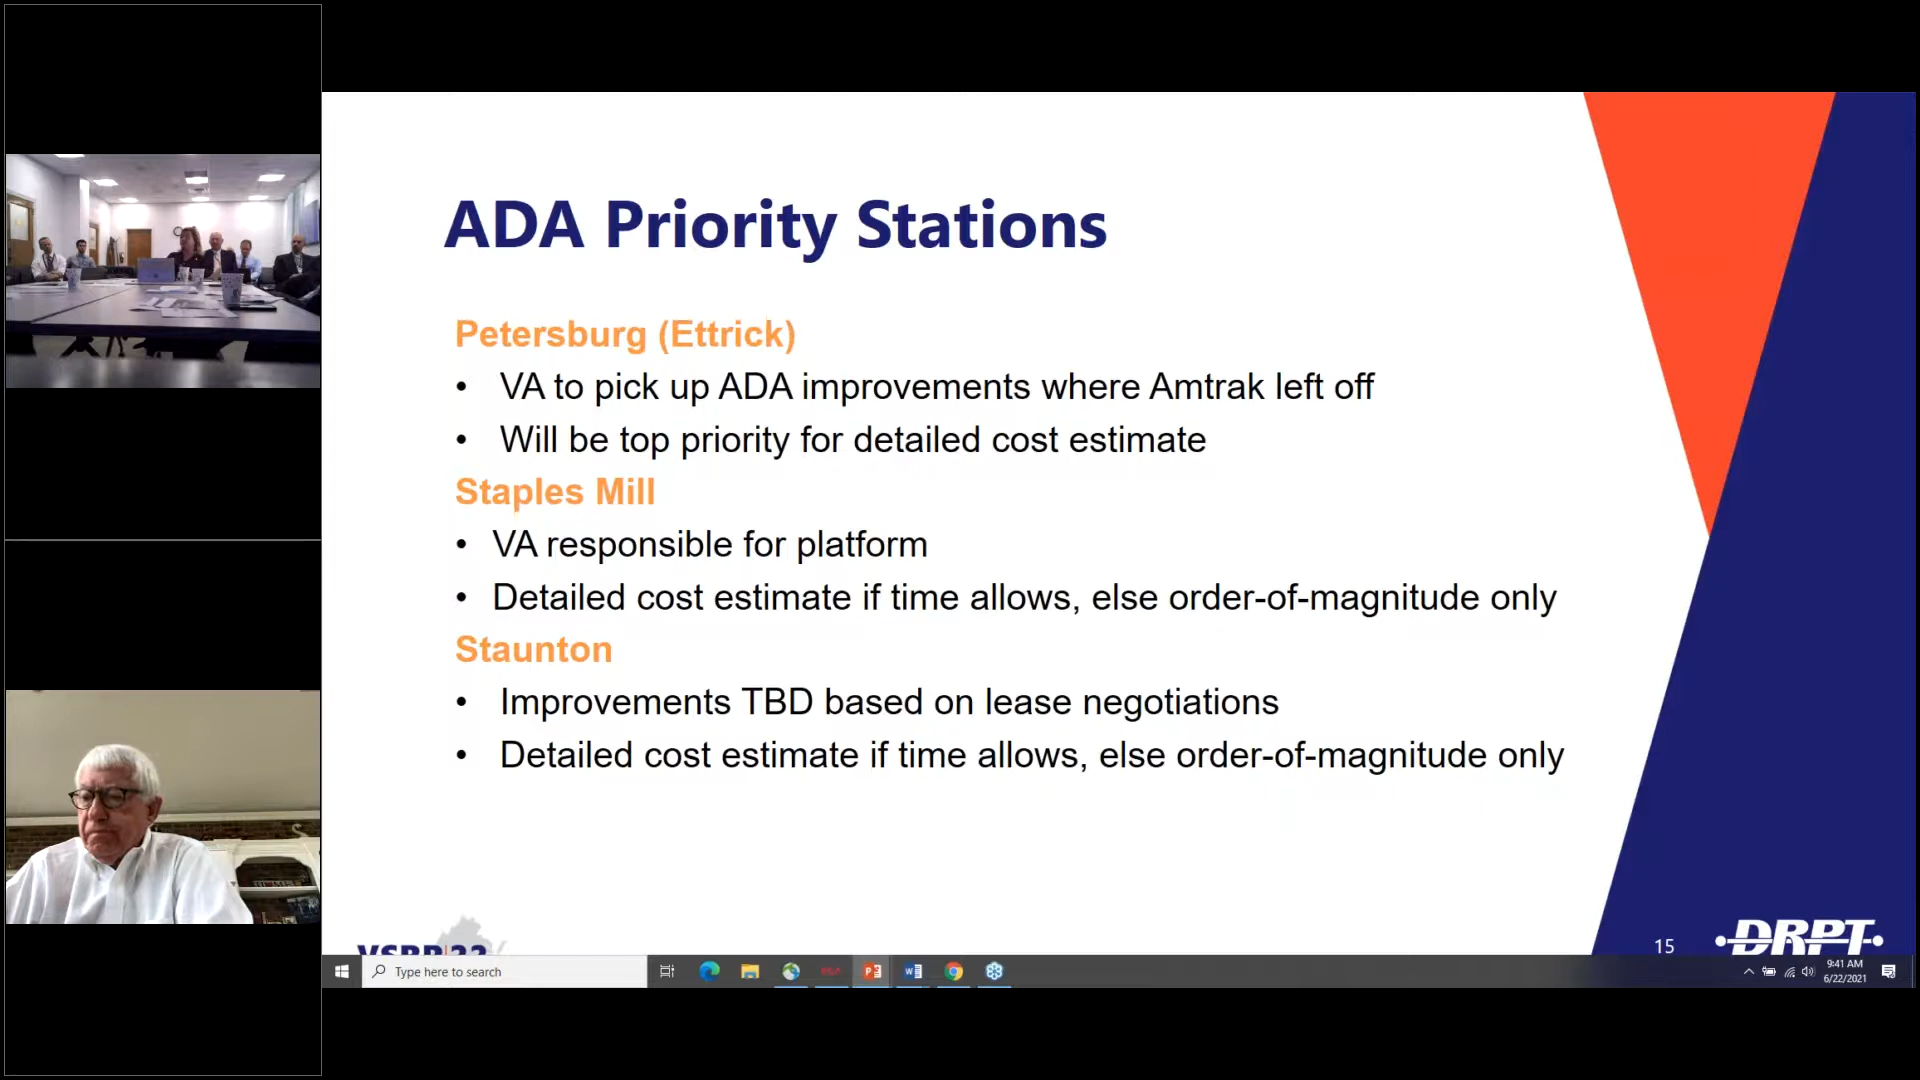 ADA Priority Stations
Petersburg (Ettrick)
• VA to pick up ADA improvements where Amtrak left off
• Will be top priority for detailed cost estimate
Staples Mill
• VA responsible for platform
• Detailed cost estimate if time allows, else order-of-magnitude only
Staunton
• Improvements TBD based on lease negotiations
• Detailed cost estimate if time allows, else order-of-magnitude only
15
DRPT
Type here to search
9:41 AM
6/22/2021